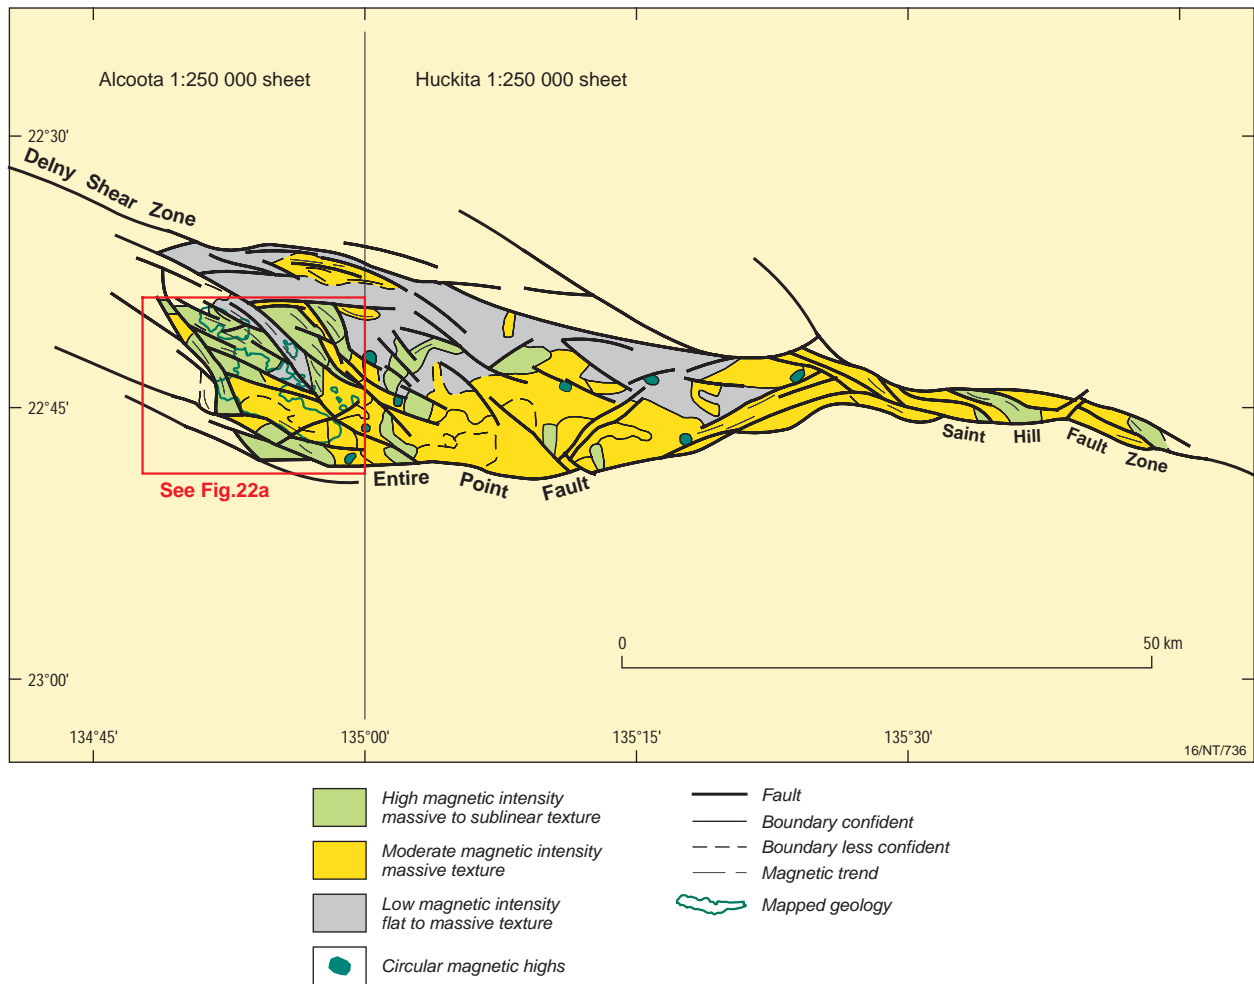 Alcoota 1:250 000 sheet
Huckita 1:250 000 sheet
22°30'
Delny Shear Zone
22°45'
Saint Hill Fault Zone
Entire Point Fault
See Fig.22a
0
50 km
23°00'
134°45'
135°00'
135°15'
135°30'
16/NT/736
High magnetic intensity
massive to sublinear texture
Moderate magnetic intensity
massive texture
Low magnetic intensity
flat to massive texture
Circular magnetic highs
Fault
Boundary confident
Boundary less confident
Magnetic trend
Mapped geology